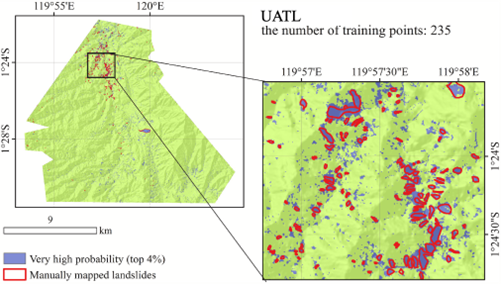 119°55'E 120°E
UATL
the number of training points: 235
1°24'S
1°28'S
119°57'E 119°57'30"E 119°58'E
1°24'S
1°24'30"S
9
km
Very high probability (top 4%)
Manually mapped landslides